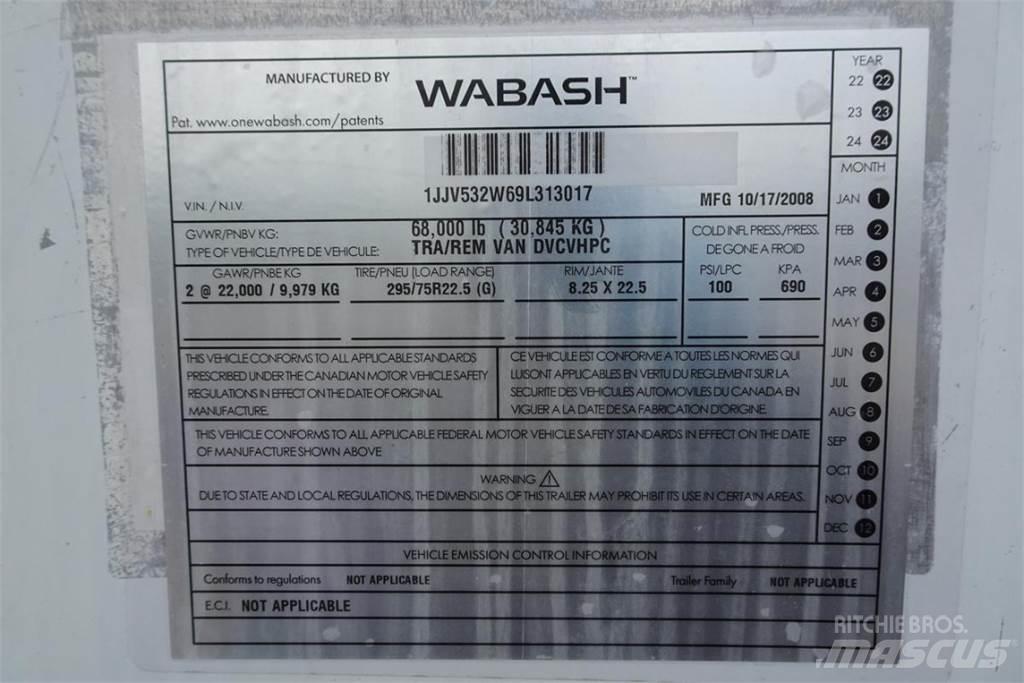 MANUFACTURED BY WABASH™
Pat. www.onewabash.com/patents
V.I.N. / N.I.V. 1JJV532W69L313017 MFG 10/17/2008
GVWR/PNBV KG: 68,000 lb ( 30,845 KG )
TYPE OF VEHICLE/TYPE DE VEHICULE: TRA/REM VAN DVCVHPC
COLD INFL PRESS./PRESS.
DE GONE A FROID
GAWR/PNBE KG TIRE/PNEU (LOAD RANGE) RIM/JANTE PSI/LPC KPA
2 @ 22,000 / 9,979 KG 295/75R22.5 (G) 8.25 X 22.5 100 690
THIS VEHICLE CONFORMS TO ALL APPLICABLE STANDARDS
PRESCRIBED UNDER THE CANADIAN MOTOR VEHICLE SAFETY
REGULATIONS IN EFFECT ON THE DATE OF ORIGINAL
MANUFACTURE.
CE VEHICULE EST CONFORME A TOUTES LES NORMES QUI
LUISONT APPLICABLES EN VERTU DU REGLEMENT SUR LA
SECURITE DES VEHICULES AUTOMOVILES DU CANADA EN
VIGUER A LA DATE DE SA FABRICATION D'ORIGINE.
THIS VEHICLE CONFORMS TO ALL APPLICABLE FEDERAL MOTOR VEHICLE SAFETY STANDARDS IN EFFECT ON THE DATE
OF MANUFACTURE SHOWN ABOVE
WARNING
DUE TO STATE AND LOCAL REGULATIONS, THE DIMENSIONS OF THIS TRAILER MAY PROHIBIT ITS USE IN CERTAIN AREAS.
VEHICLE EMISSION CONTROL INFORMATION
Conforms to regulations NOT APPLICABLE Trailer Family NOT APPLICABLE
E.C.I. NOT APPLICABLE
YEAR
22 22
23 23
24 24
MONTH
JAN 1
FEB 2
MAR 3
APR 4
MAY 5
JUN 6
JUL 7
AUG 8
SEP 9
OCT 10
NOV 11
DEC 12
RITCHIE BROS.
MASCUS